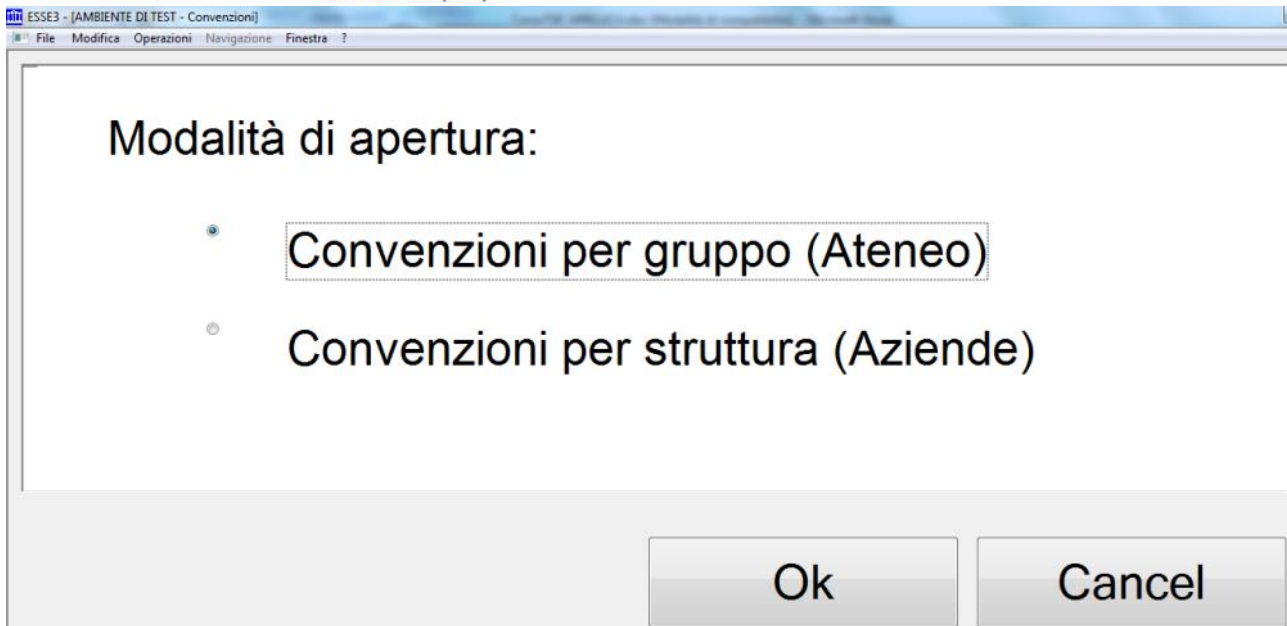 ESSE3 - [AMBIENTE DI TEST - Convenzioni]
File Modifica Operazioni Navigazione Finestra ?
Modalità di apertura:
Convenzioni per gruppo (Ateneo)
Convenzioni per struttura (Aziende)
Ok Cancel